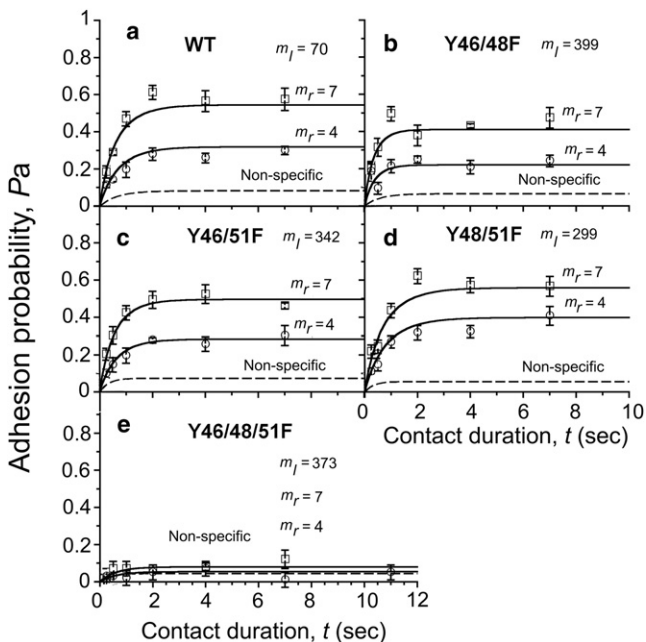 Adhesion probability, Pa
1
0.8
0.6
0.4
0.2
0
a WT m_l = 70
m_r = 7
m_r = 4
Non-specific
b Y46/48F m_l = 399
m_r = 7
m_r = 4
Non-specific
0.8
0.6
0.4
0.2
0
c Y46/51F m_l = 342
m_r = 7
m_r = 4
Non-specific
d Y48/51F m_l = 299
m_r = 7
m_r = 4
Non-specific
0 2 4 6 8 10
Contact duration, t (sec)
0.8
0.6
0.4
0.2
0
e Y46/48/51F
m_l = 373
m_r = 7
m_r = 4
Non-specific
0 2 4 6 8 10 12
Contact duration, t (sec)